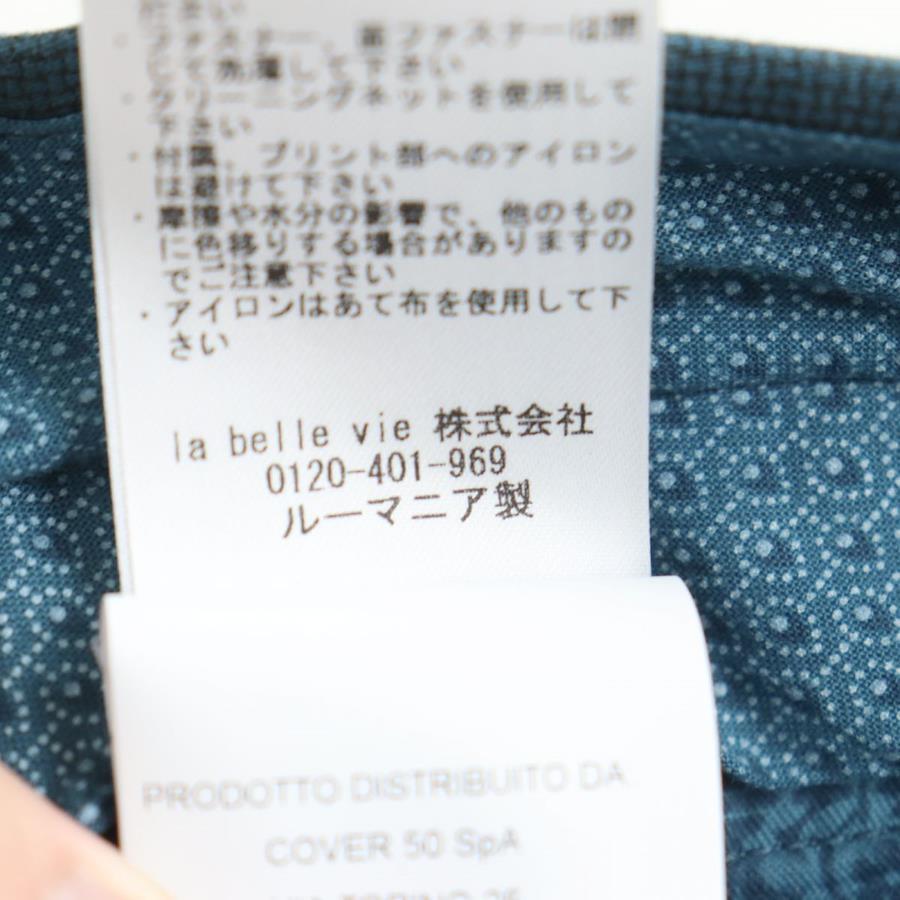 ださい
・ファスナー、首ファスナーは閉
じて洗濯して下さい
・クリーニングネットを使用して
下さい
・付属、プリント部へのアイロン
は避けて下さい
・摩擦や水分の影響で、他のもの
に色移りする場合がありますの
でご注意下さい
・アイロンはあて布を使用して下
さい
la belle vie 株式会社
0120-401-969
ルーマニア製
PRODOTTO DISTRIBUITO DA.
COVER 50 SpA
VIA TORINO 25